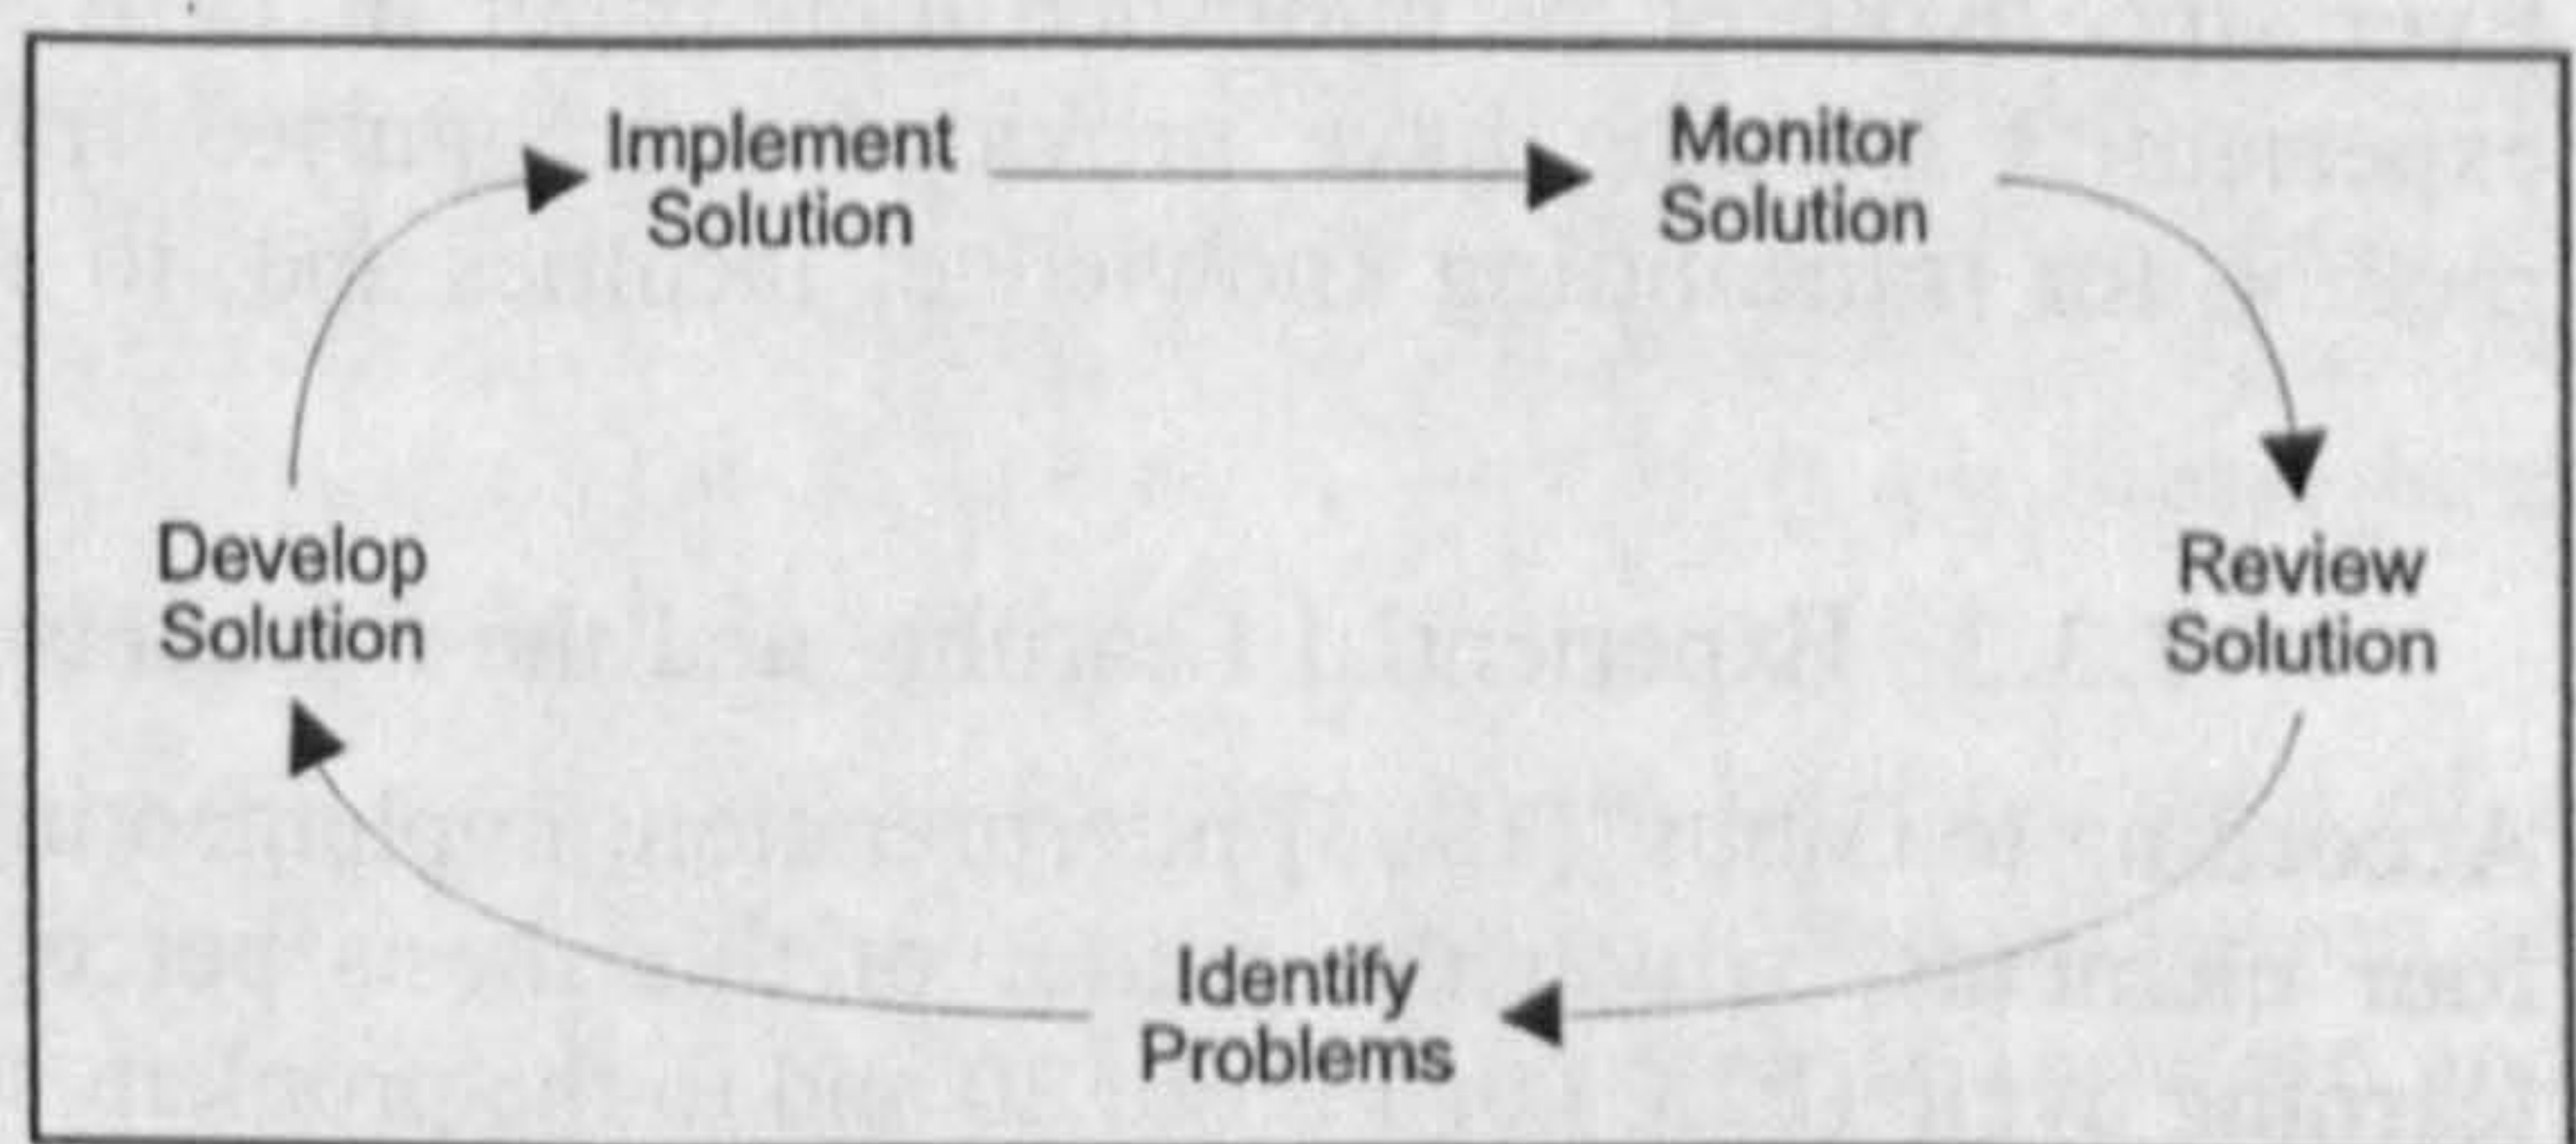 Implement
Solution
Monitor
Solution
Develop
Solution
Review
Solution
Identify
Problems